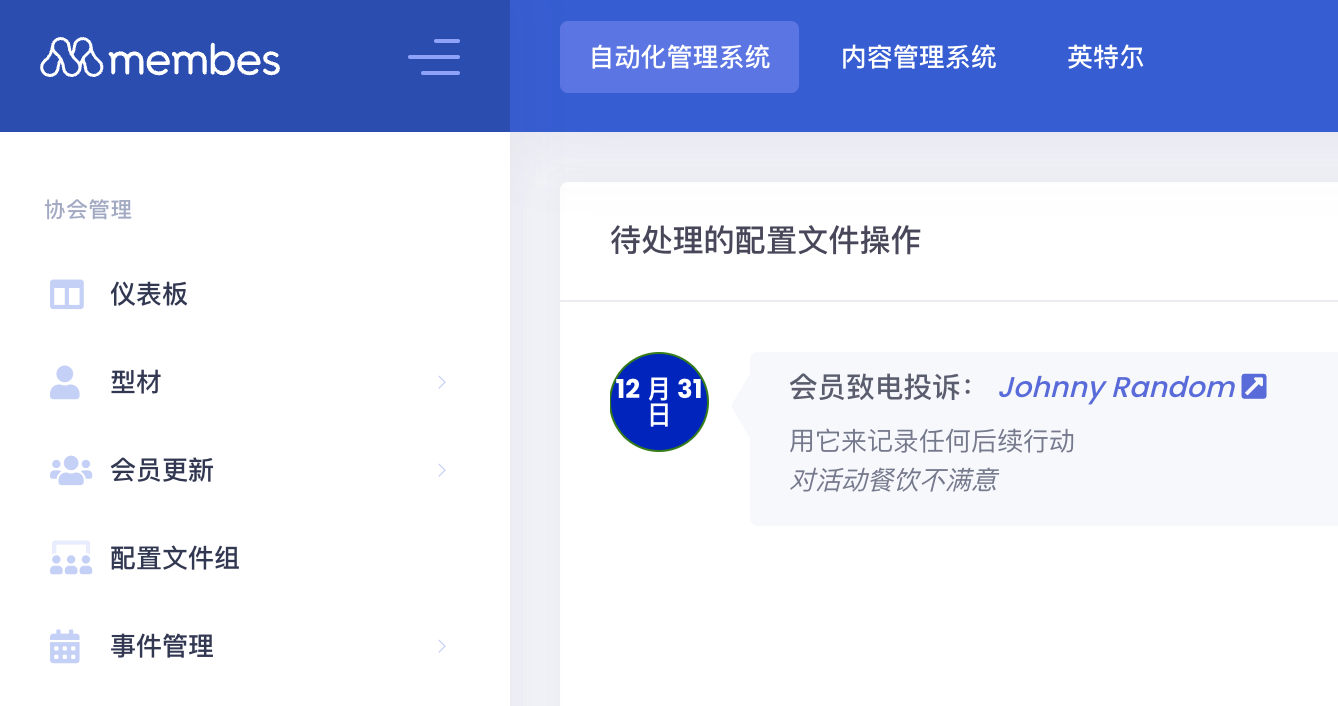 membes
自动化管理系统
内容管理系统
英特尔
协会管理
仪表板
型材
会员更新
配置文件组
事件管理
待处理的配置文件操作
12 月 31
日
会员致电投诉： Johnny Random
用它来记录任何后续行动
对活动餐饮不满意